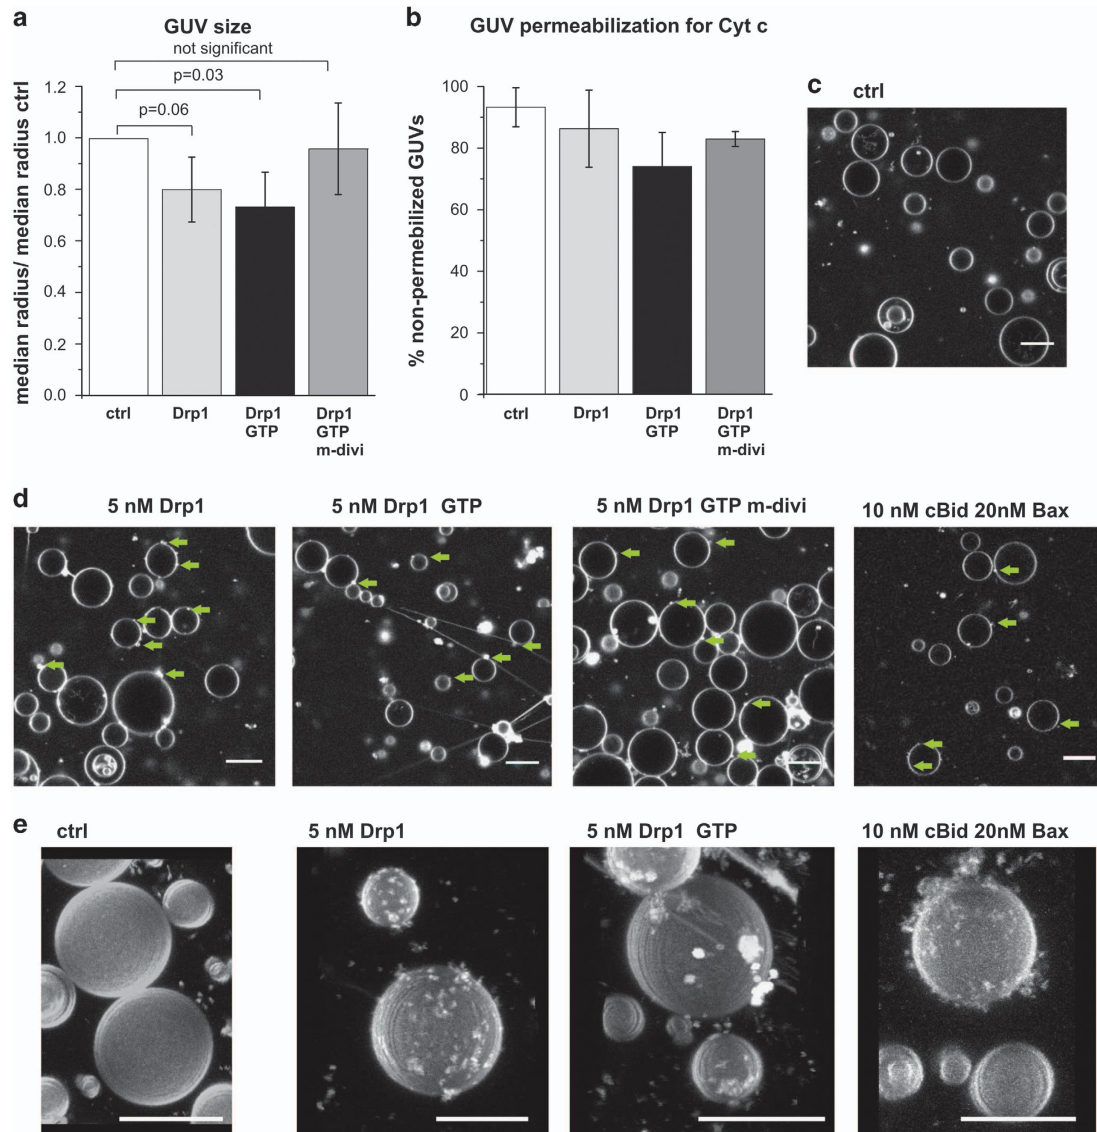 a
GUV size
not significant
p=0.03
p=0.06
median radius/ median radius ctrl
1.2
1.0
0.8
0.6
0.4
0.2
0.0
ctrl
Drp1
Drp1
GTP
Drp1
GTP
m-divi
b
GUV permeabilization for Cyt c
% non-permebilized GUVs
100
80
60
40
20
0
ctrl
Drp1
Drp1
GTP
Drp1
GTP
m-divi
c
ctrl
d
5 nM Drp1
5 nM Drp1 GTP
5 nM Drp1 GTP m-divi
10 nM cBid 20nM Bax
e
ctrl
5 nM Drp1
5 nM Drp1 GTP
10 nM cBid 20nM Bax